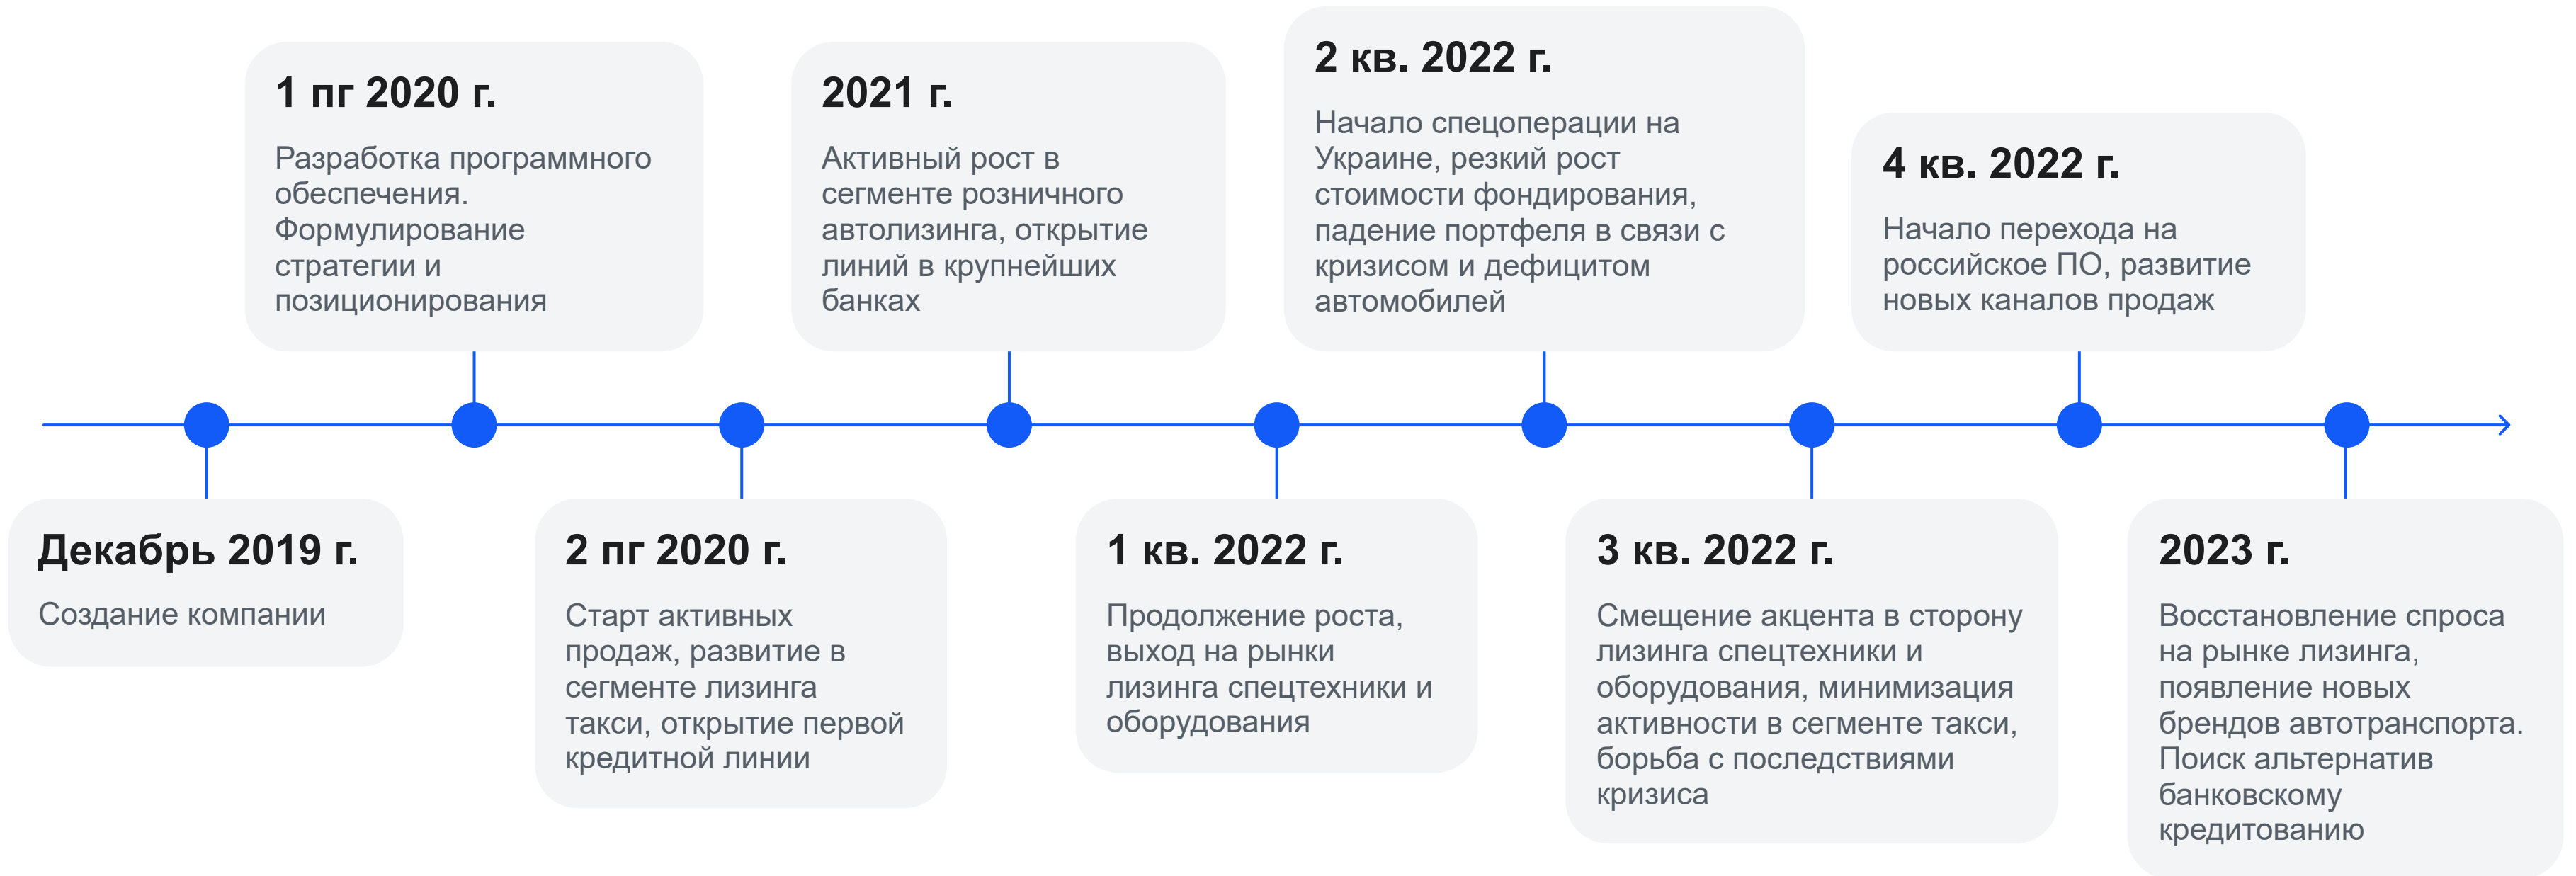 Декабрь 2019 г.
Создание компании
1 пг 2020 г.
Разработка программного
обеспечения.
Формулирование
стратегии и
позиционирования
2 пг 2020 г.
Старт активных
продаж, развитие в
сегменте лизинга
такси, открытие первой
кредитной линии
2021 г.
Активный рост в
сегменте розничного
автолизинга, открытие
линий в крупнейших
банках
1 кв. 2022 г.
Продолжение роста,
выход на рынки
лизинга спецтехники и
оборудования
2 кв. 2022 г.
Начало спецоперации на
Украине, резкий рост
стоимости фондирования,
падение портфеля в связи с
кризисом и дефицитом
автомобилей
3 кв. 2022 г.
Смещение акцента в сторону
лизинга спецтехники и
оборудования, минимизация
активности в сегменте такси,
борьба с последствиями
кризиса
4 кв. 2022 г.
Начало перехода на
российское ПО, развитие
новых каналов продаж
2023 г.
Восстановление спроса
на рынке лизинга,
появление новых
брендов автотранспорта.
Поиск альтернатив
банковскому
кредитованию